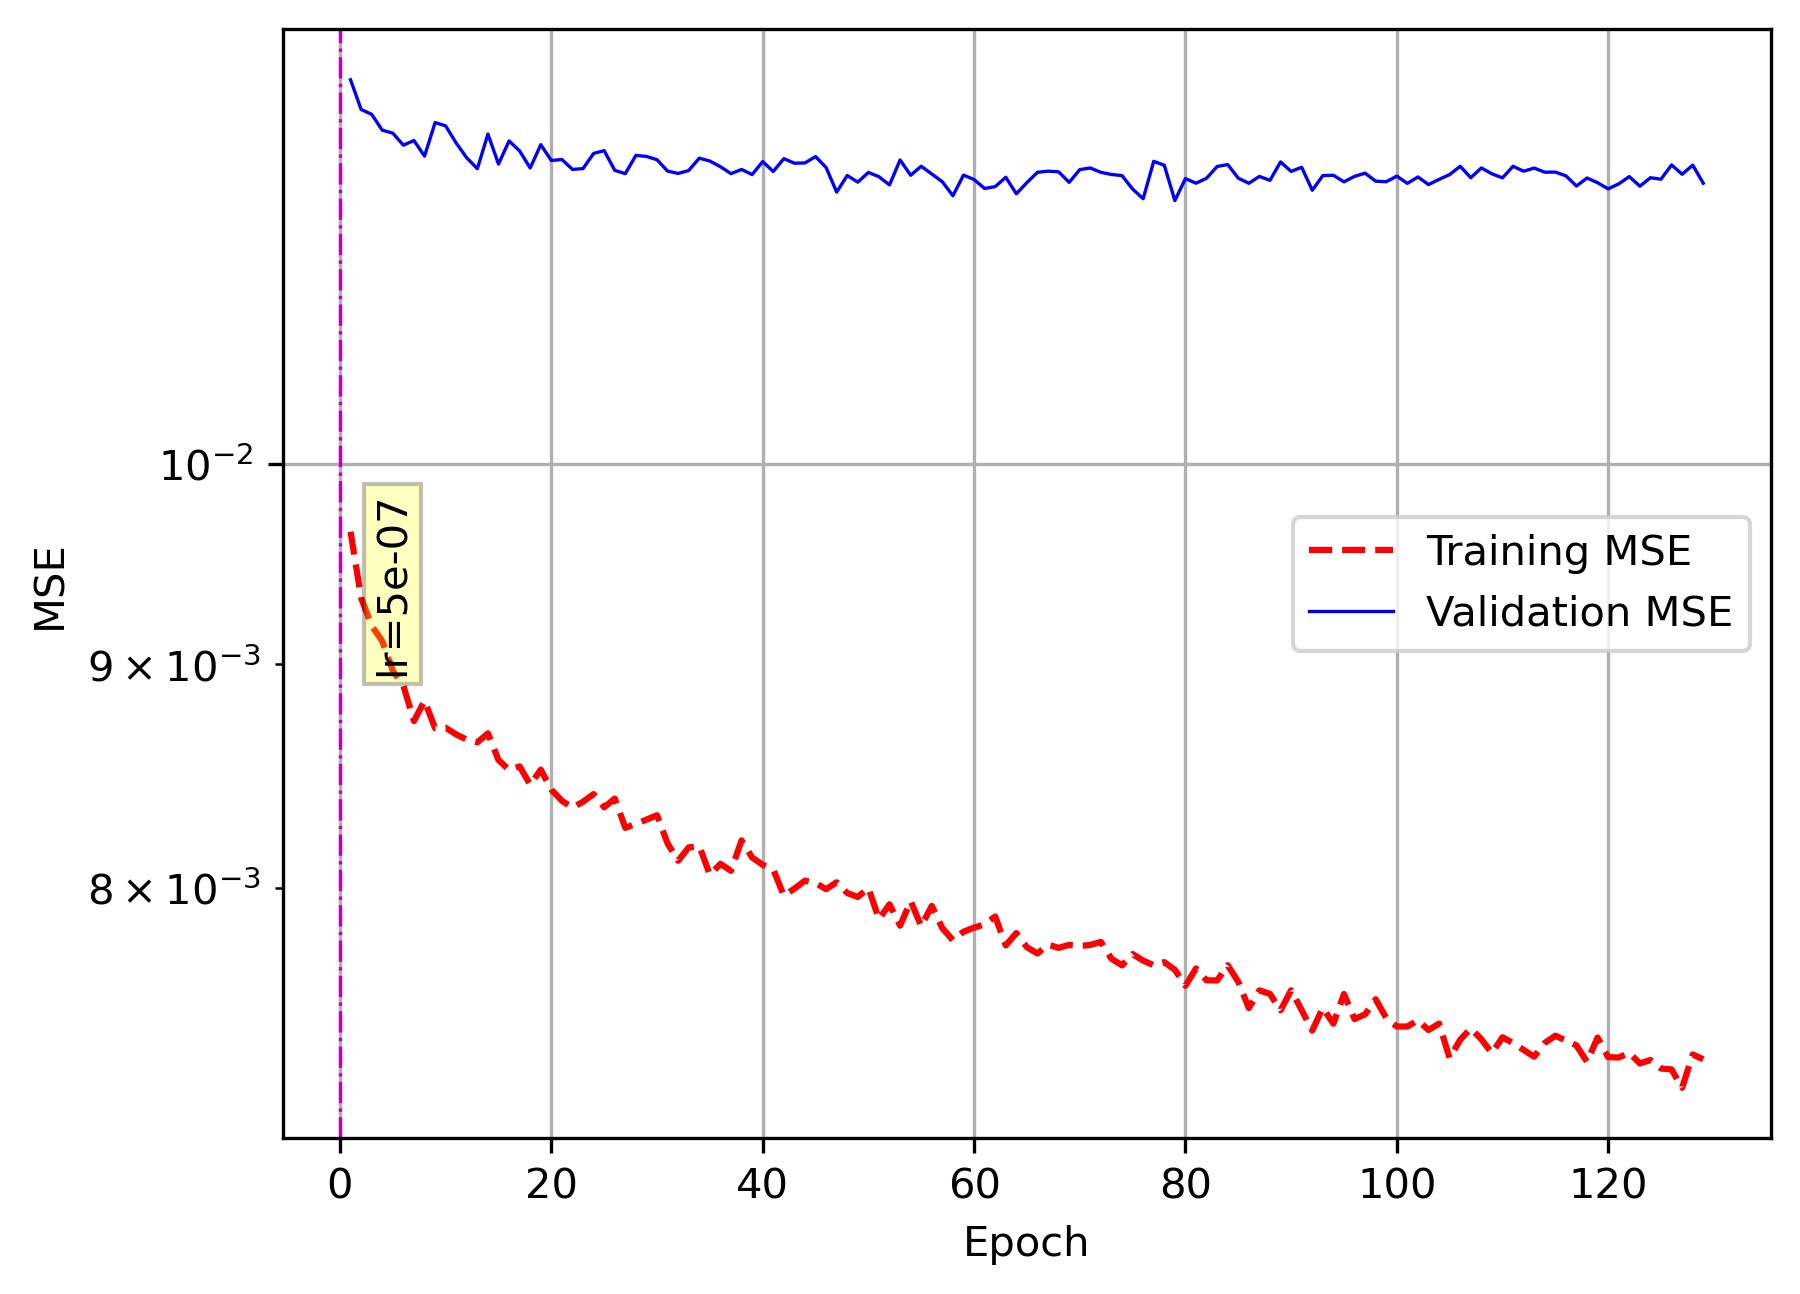 MSE
10⁻²
9 × 10⁻³
8 × 10⁻³
lr=5e-07
Training MSE
Validation MSE
0 20 40 60 80 100 120
Epoch